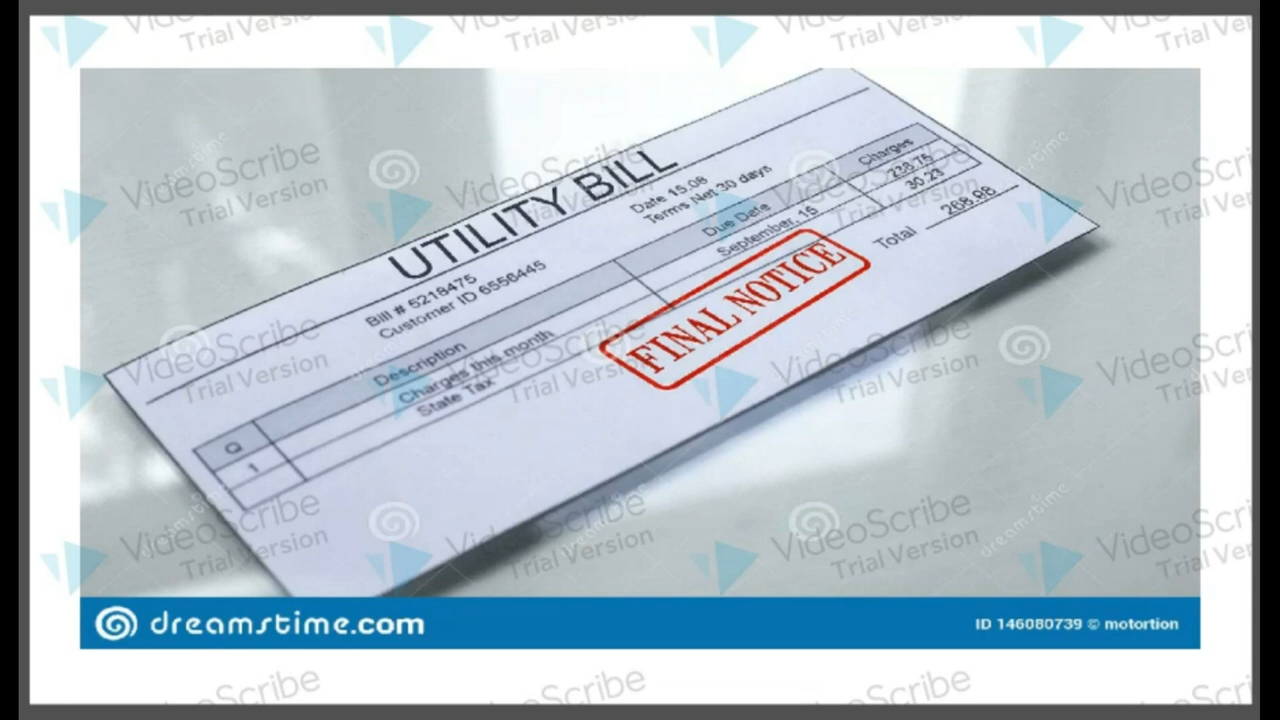 UTILITY BILL
Bill # 5218475
Customer ID 6556445
Date 15.08
Terms Net 30 days
Due Date
September, 15
Charges
238.75
30.23
Total 268.98
Q Description
1 Charges this month
State Tax
FINAL NOTICE
VideoScribe
Trial Version
dreamstime
dreamstime.com
ID 146080739 © motortion